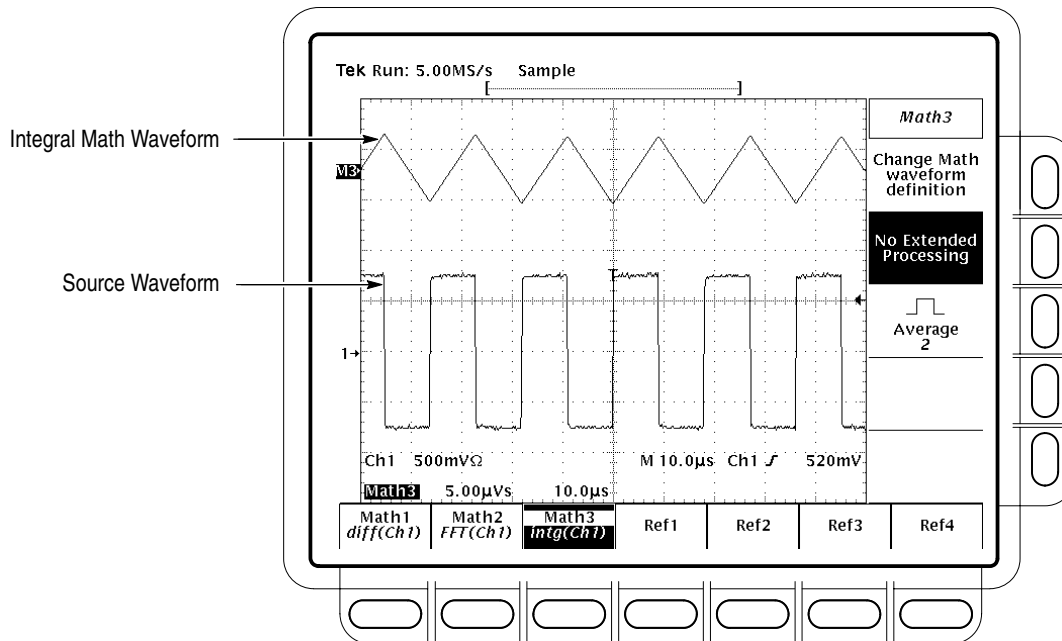 Tek Run: 5.00MS/s Sample
[ ]
Integral Math Waveform
M3
Source Waveform
T
1
Math3
Change Math
waveform
definition
No Extended
Processing
Average
2
Ch1 500mVΩ M 10.0µs Ch1 520mV
Math3 5.00µVs 10.0µs
Math1
diff(Ch1)
Math2
FFT(Ch1)
Math3
intg(Ch1)
Ref1
Ref2
Ref3
Ref4